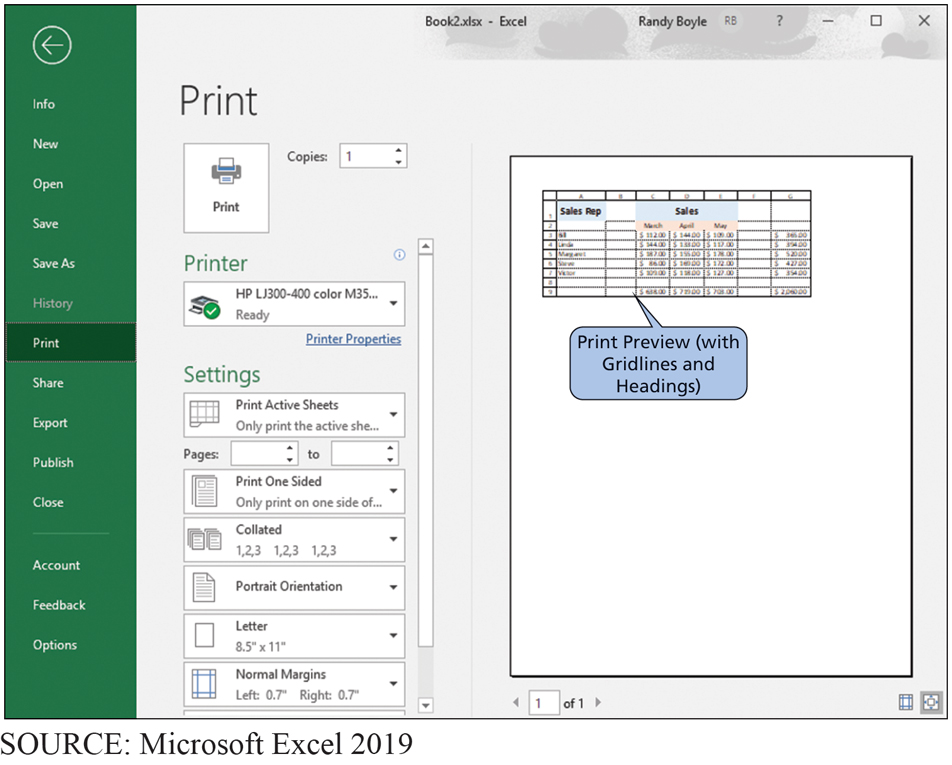 Book2.xlsx - Excel
Randy Boyle RB ?
Info
New
Open
Save
Save As
History
Print
Share
Export
Publish
Close
Account
Feedback
Options
Print
Print
Copies: 1
Printer
HP LJ300-400 color M35...
Ready
Printer Properties
Settings
Print Active Sheets
Only print the active she...
Pages: to
Print One Sided
Only print on one side of...
Collated
1,2,3 1,2,3 1,2,3
Portrait Orientation
Letter
8.5" x 11"
Normal Margins
Left: 0.7" Right: 0.7"
A B C D E F G
1 Sales Rep Sales
2 March April May
3 Bill $ 112.00 $ 144.00 $ 109.00 $ 365.00
4 Linda $ 144.00 $ 133.00 $ 117.00 $ 394.00
5 Margaret $ 187.00 $ 155.00 $ 178.00 $ 520.00
6 Steve $ 86.00 $ 169.00 $ 172.00 $ 427.00
7 Victor $ 109.00 $ 118.00 $ 127.00 $ 354.00
8
9 $ 638.00 $ 719.00 $ 703.00 $ 2,060.00
Print Preview (with
Gridlines and
Headings)
1 of 1
SOURCE: Microsoft Excel 2019